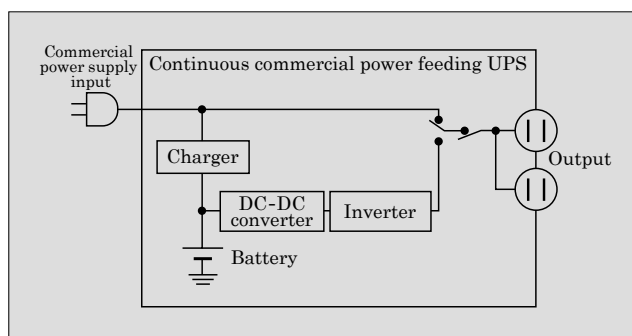 Commercial
power supply
input
Continuous commercial power feeding UPS
Charger
DC-DC
converter
Inverter
Output
Battery